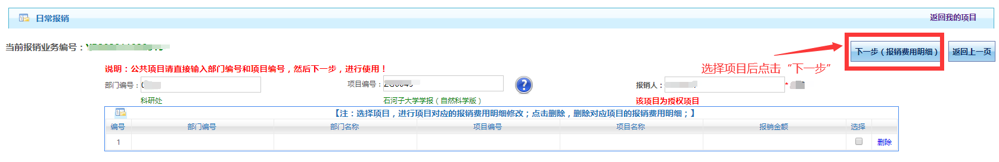 日常报销 返回我的项目
当前报销业务编号：
下一步（报销费用明细） 返回上一页
说明：公共项目请直接输入部门编号和项目编号，然后下一步，进行使用！
选择项目后点击“下一步”
部门编号： 项目编号： 报销人： *
科研处 石河子大学学报（自然科学版） 该项目为授权项目
【注：选择项目，进行项目对应的报销费用明细修改；点击删除，删除对应项目的报销费用明细；】
编号 部门编号 部门名称 项目编号 项目名称 报销金额 选择
1 删除